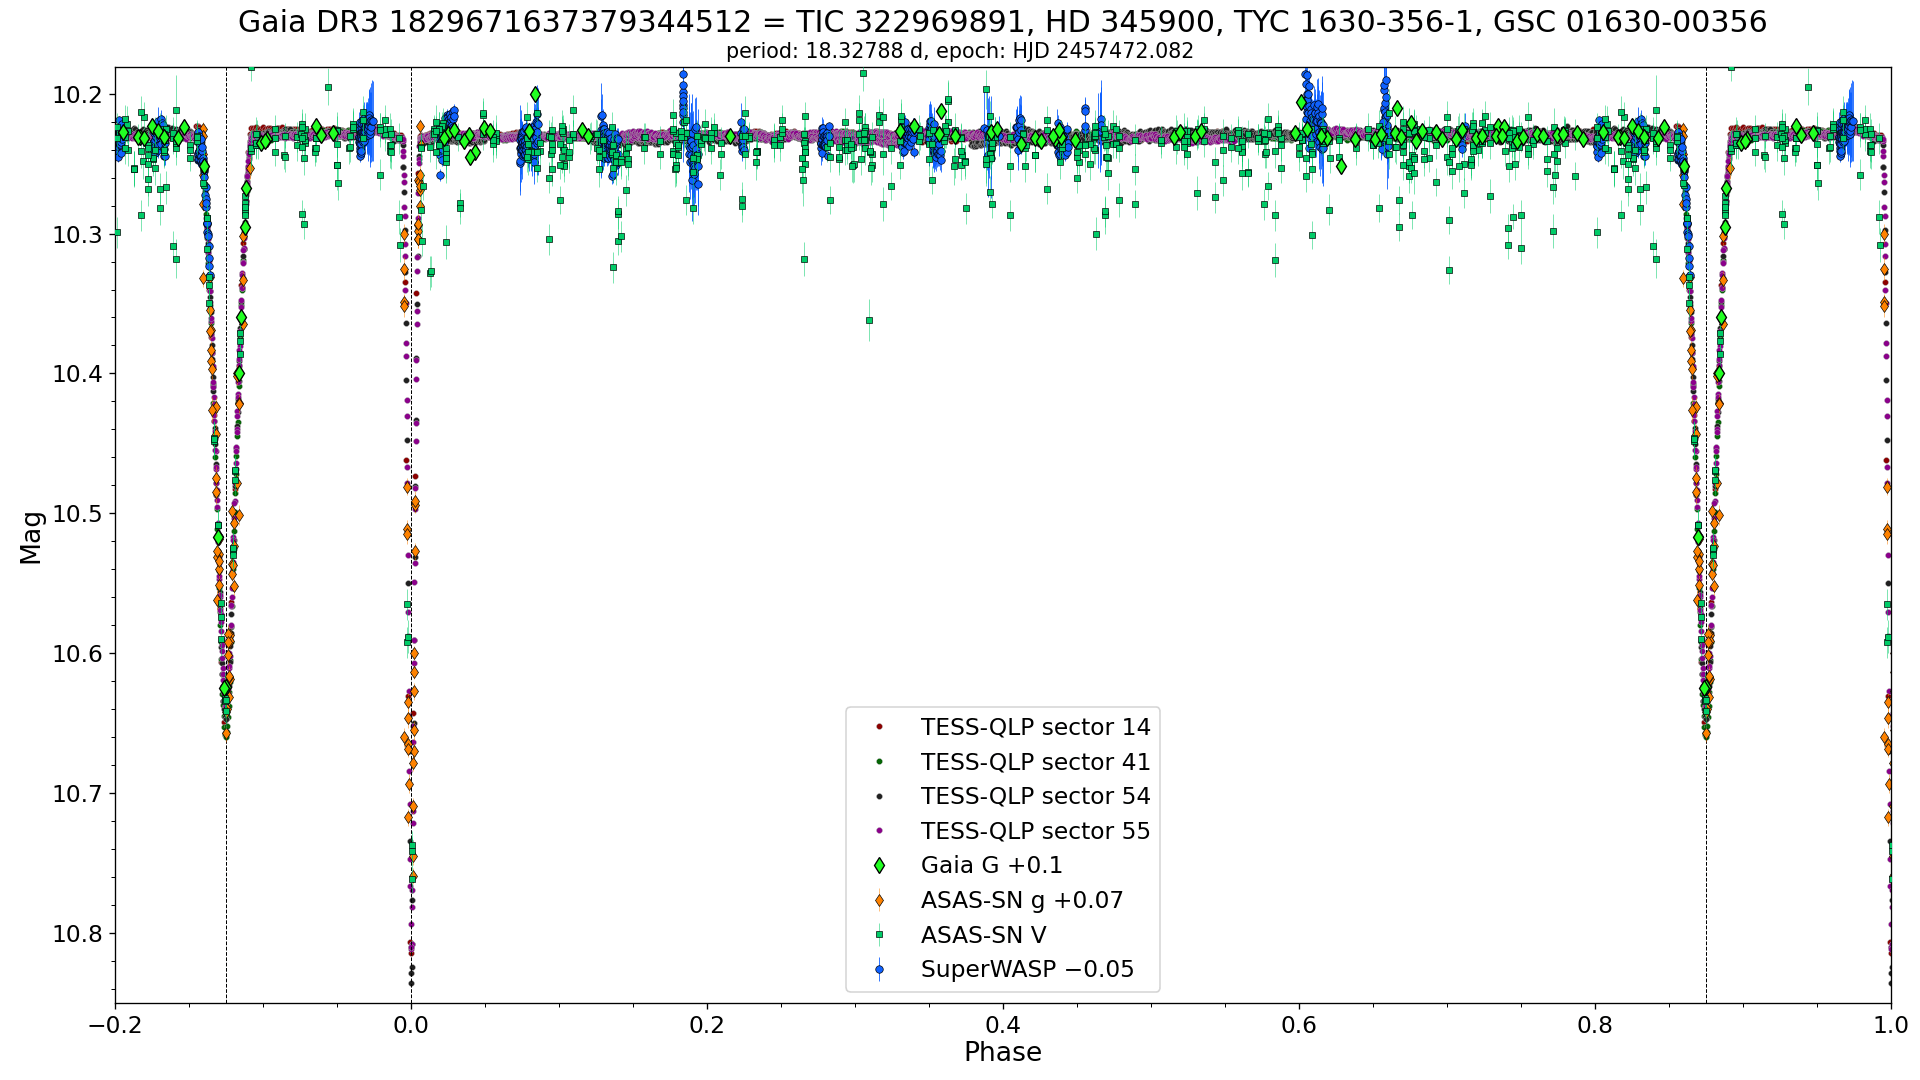 Gaia DR3 1829671637379344512 = TIC 322969891, HD 345900, TYC 1630-356-1, GSC 01630-00356
period: 18.32788 d, epoch: HJD 2457472.082
Mag
10.2
10.3
10.4
10.5
10.6
10.7
10.8
TESS-QLP sector 14
TESS-QLP sector 41
TESS-QLP sector 54
TESS-QLP sector 55
Gaia G +0.1
ASAS-SN g +0.07
ASAS-SN V
SuperWASP −0.05
−0.2 0.0 0.2 0.4 0.6 0.8 1.0
Phase